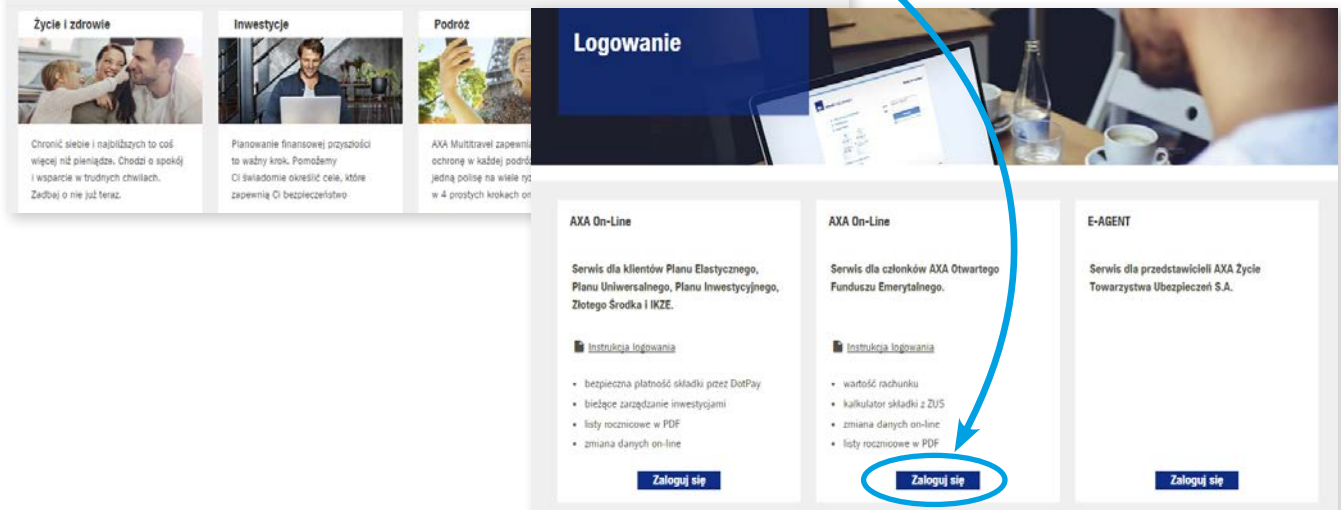 Życie i zdrowie
Chronić siebie i najbliższych to coś
więcej niż pieniądze. Chodzi o spokój
i wsparcie w trudnych chwilach.
Zadbaj o nie już teraz.
Inwestycje
Planowanie finansowej przyszłości
to ważny krok. Pomożemy
Ci świadomie określić cele, które
zapewnią Ci bezpieczeństwo
Podróż
AXA Multitravel zapewnia
ochronę w każdej
jedną polisę na wiele
w 4 prostych krokach
Logowanie
AXA On-Line
Serwis dla klientów Planu Elastycznego,
Planu Uniwersalnego, Planu Inwestycyjnego,
Złotego Środka i IKZE.
Instrukcja logowania
• bezpieczna płatność składki przez DotPay
• bieżące zarządzanie inwestycjami
• listy rocznicowe w PDF
• zmiana danych on-line
Zaloguj się
AXA On-Line
Serwis dla członków AXA Otwartego
Funduszu Emerytalnego.
Instrukcja logowania
• wartość rachunku
• kalkulator składki z ZUS
• zmiana danych on-line
• listy rocznicowe w PDF
Zaloguj się
E-AGENT
Serwis dla przedstawicieli AXA Życie
Towarzystwa Ubezpieczeń S.A.
Zaloguj się